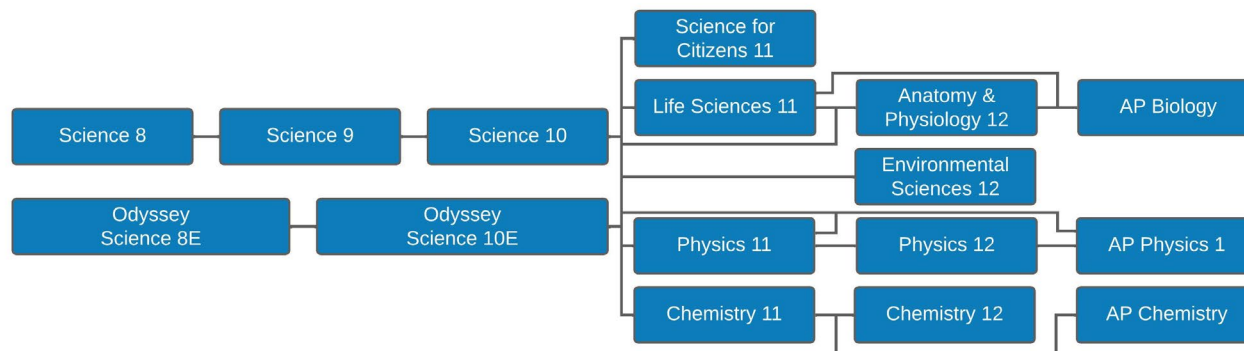 Science for
Citizens 11
Life Sciences 11
Anatomy &
Physiology 12
AP Biology
Science 8
Science 9
Science 10
Environmental
Sciences 12
Odyssey
Science 8E
Odyssey
Science 10E
Physics 11
Physics 12
AP Physics 1
Chemistry 11
Chemistry 12
AP Chemistry